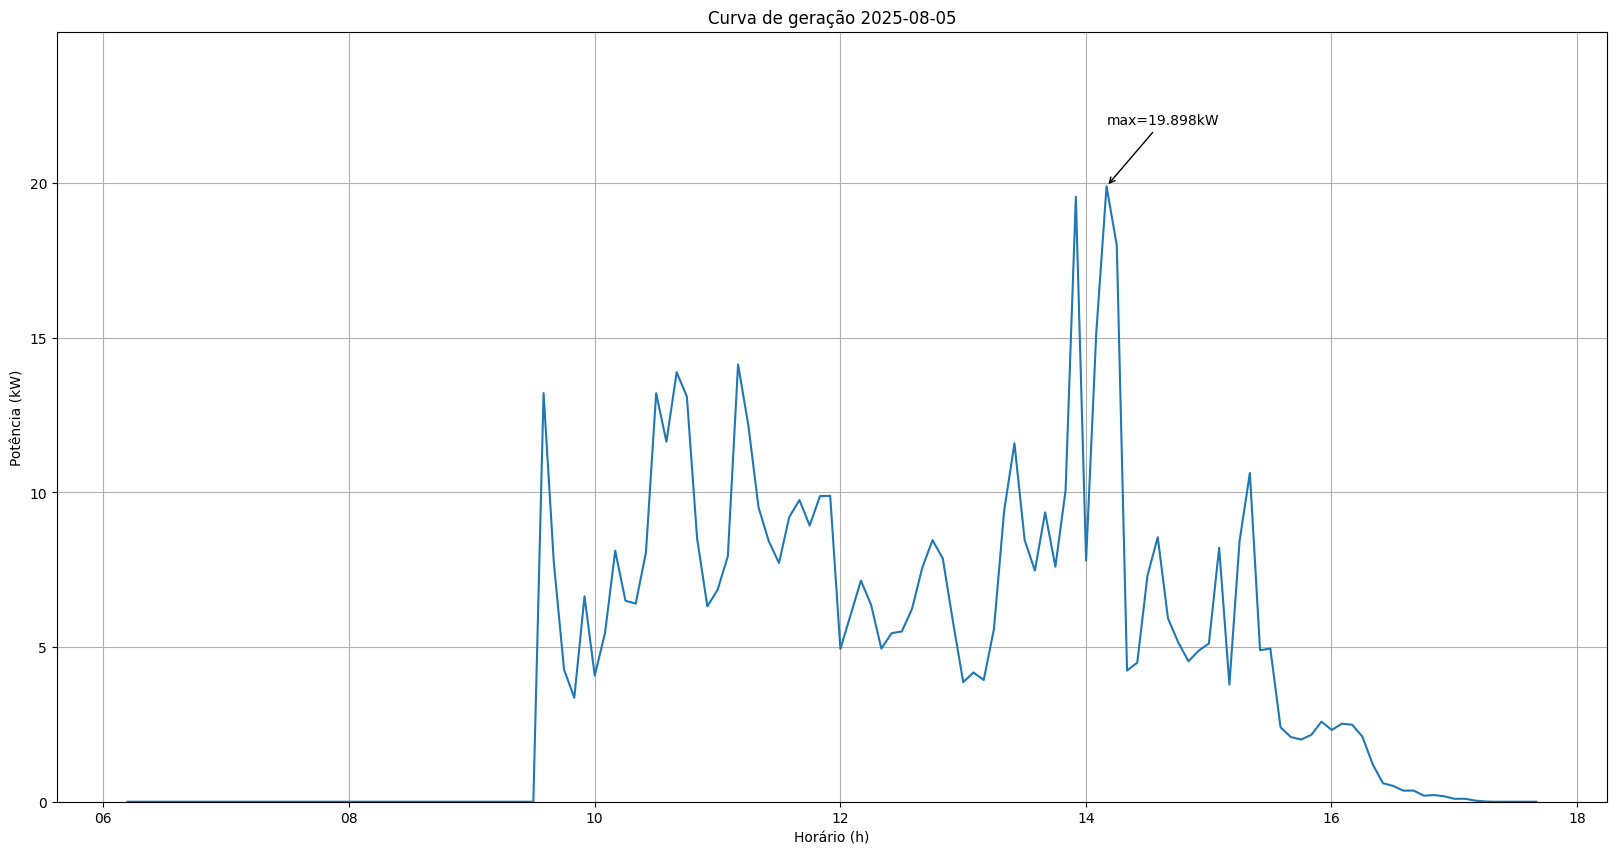 Curva de geração 2025-08-05
max=19.898kW
20
15
10
5
0
Potência (kW)
06 08 10 12 14 16 18
Horário (h)